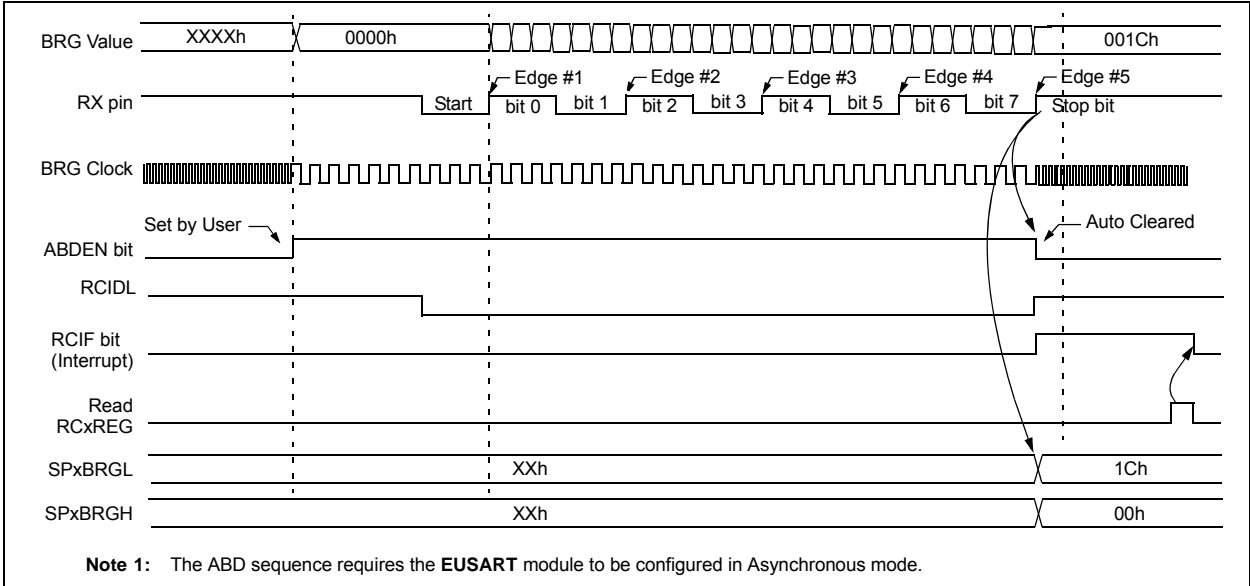 BRG Value XXXXh 0000h 001Ch
Edge #1 Edge #2 Edge #3 Edge #4 Edge #5
RX pin Start bit 0 bit 1 bit 2 bit 3 bit 4 bit 5 bit 6 bit 7 Stop bit
BRG Clock
Set by User Auto Cleared
ABDEN bit
RCIDL
RCIF bit
(Interrupt)
Read
RCxREG
SPxBRGL XXh 1Ch
SPxBRGH XXh 00h
Note 1: The ABD sequence requires the EUSART module to be configured in Asynchronous mode.